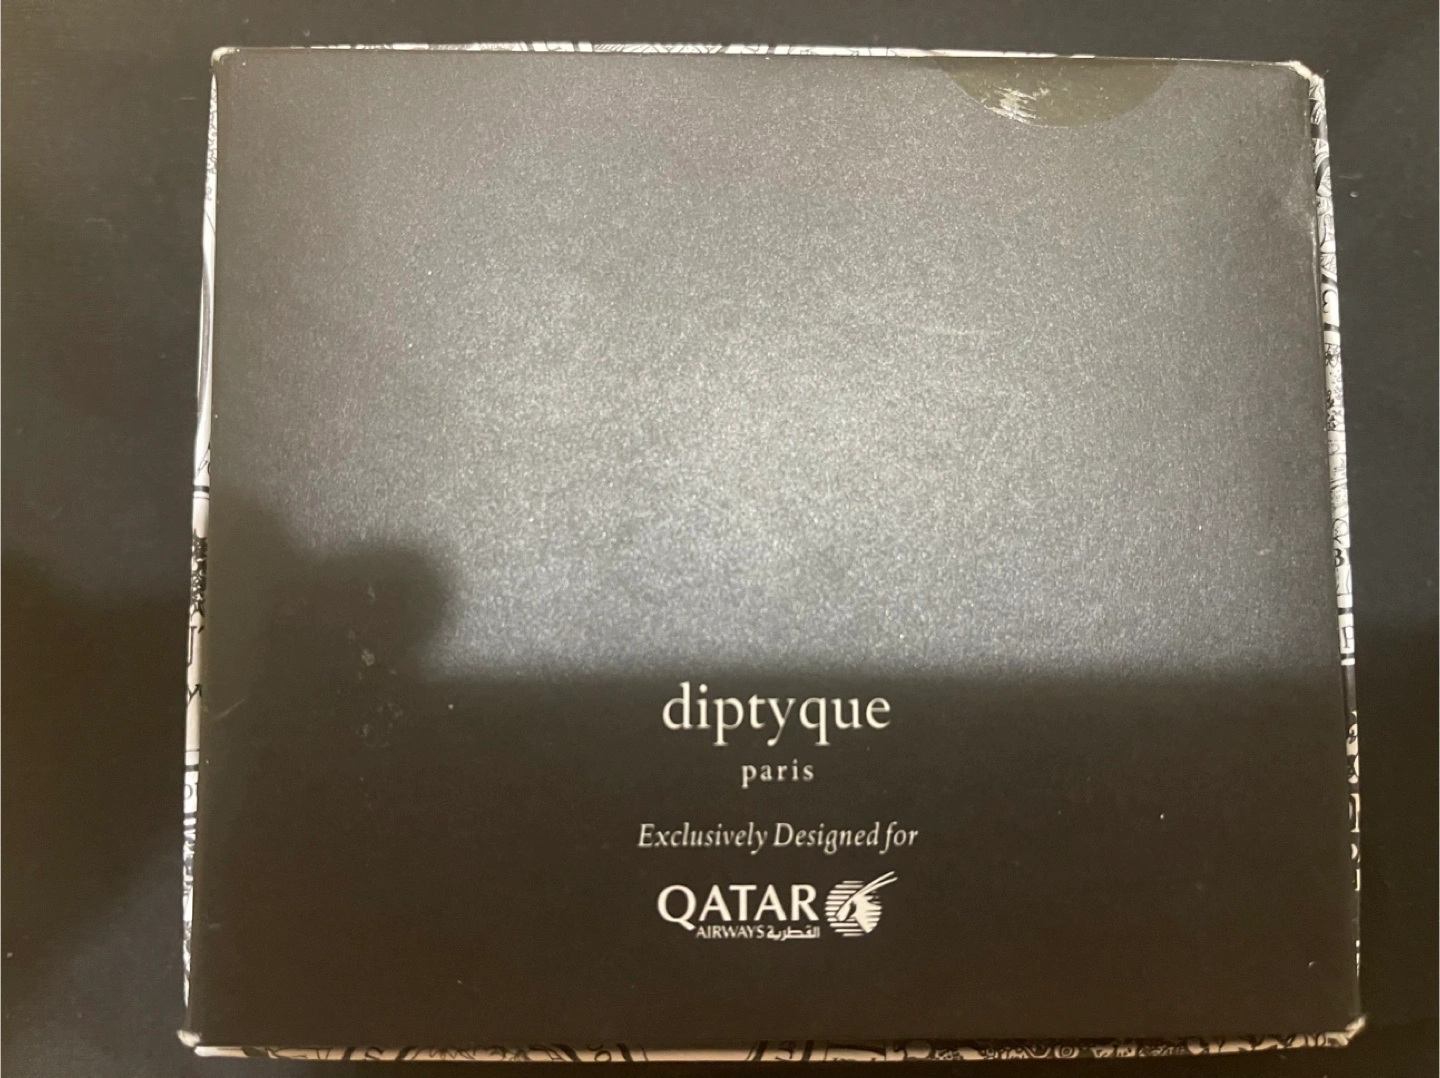 diptyque
paris
Exclusively Designed for
QATAR
AIRWAYS القطرية